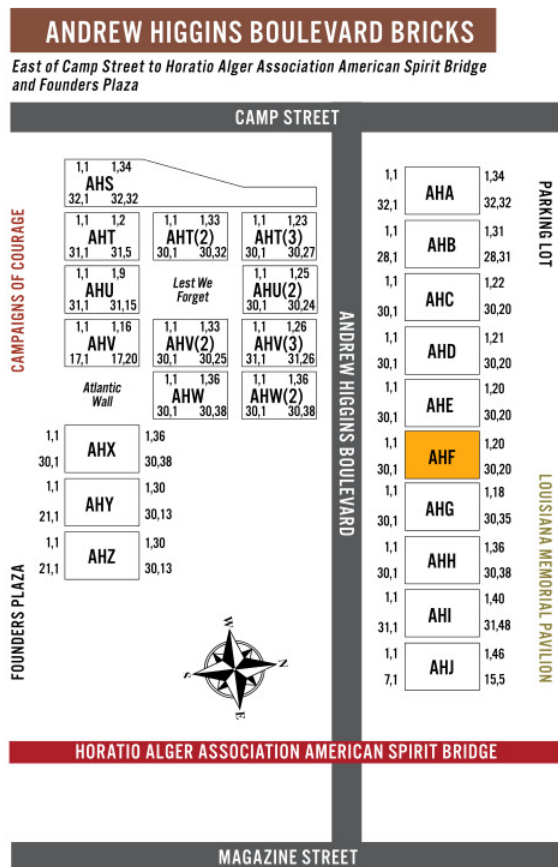 ANDREW HIGGINS BOULEVARD BRICKS
East of Camp Street to Horatio Alger Association American Spirit Bridge
and Founders Plaza
CAMP STREET
1,1 1,34
AHS
32,1 32,32
1,1 1,2
AHT
31,1 31,5
1,1 1,33
AHT(2)
30,1 30,32
1,1 1,23
AHT(3)
30,1 30,27
1,1 1,9
AHU
31,1 31,15
Lest We
Forget
1,1 1,25
AHU(2)
30,1 30,24
1,1 1,16
AHV
17,1 17,20
1,1 1,33
AHV(2)
30,1 30,25
1,1 1,26
AHV(3)
31,1 31,26
Atlantic
Wall
1,1 1,36
AHW
30,1 30,38
1,1 1,36
AHW(2)
30,1 30,38
1,1 1,36
AHX
30,1 30,38
1,1 1,30
AHY
21,1 30,13
1,1 1,30
AHZ
21,1 30,13
CAMPAIGNS OF COURAGE
FOUNDERS PLAZA
W
N
S
E
ANDREW HIGGINS BOULEVARD
1,1 1,34
AHA
32,1 32,32
1,1 1,31
AHB
28,1 28,31
1,1 1,22
AHC
30,1 30,20
1,1 1,21
AHD
30,1 30,20
1,1 1,20
AHE
30,1 30,20
1,1 1,20
AHF
30,1 30,20
1,1 1,18
AHG
30,1 30,35
1,1 1,36
AHH
30,1 30,38
1,1 1,40
AHI
31,1 31,48
1,1 1,46
AHJ
7,1 15,5
PARKING LOT
LOUISIANA MEMORIAL PAVILION
HORATIO ALGER ASSOCIATION AMERICAN SPIRIT BRIDGE
MAGAZINE STREET